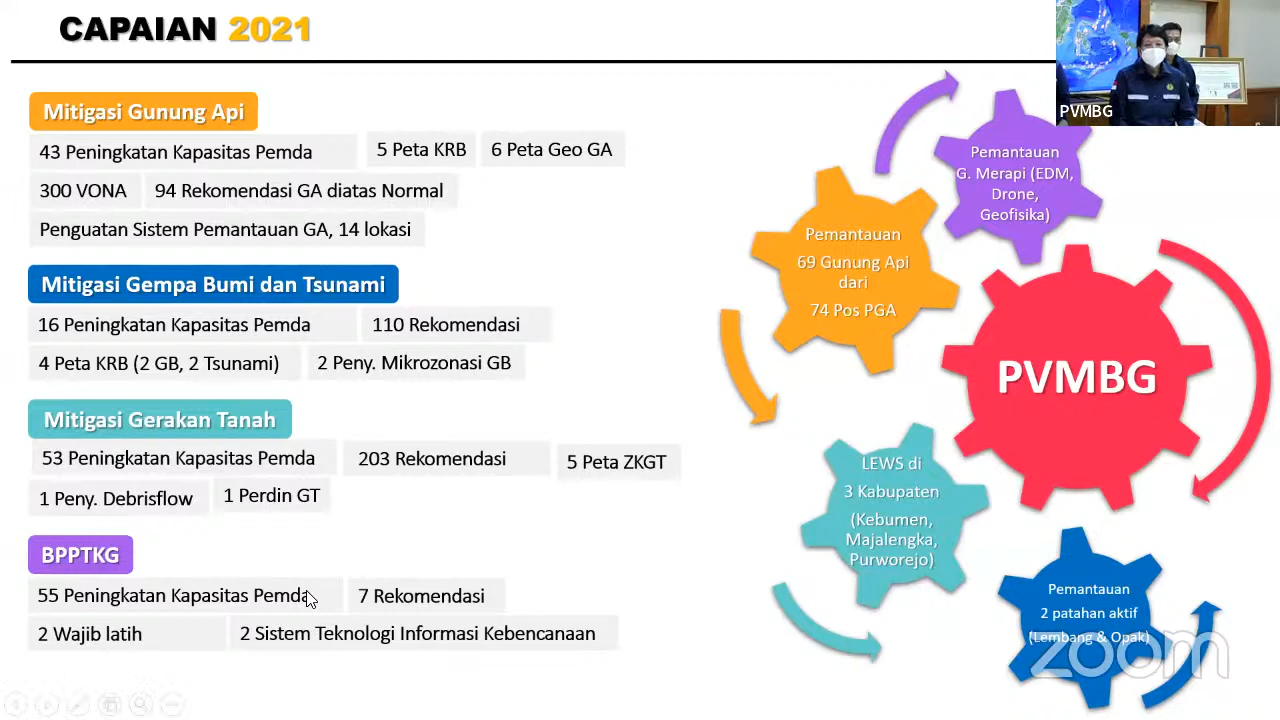 CAPAIAN 2021
Mitigasi Gunung Api
43 Peningkatan Kapasitas Pemda
5 Peta KRB
6 Peta Geo GA
300 VONA
94 Rekomendasi GA diatas Normal
Penguatan Sistem Pemantauan GA, 14 lokasi
Mitigasi Gempa Bumi dan Tsunami
16 Peningkatan Kapasitas Pemda
110 Rekomendasi
4 Peta KRB (2 GB, 2 Tsunami)
2 Peny. Mikrozonasi GB
Mitigasi Gerakan Tanah
53 Peningkatan Kapasitas Pemda
203 Rekomendasi
5 Peta ZKGT
1 Peny. Debrisflow
1 Perdin GT
BPPTKG
55 Peningkatan Kapasitas Pemda
7 Rekomendasi
2 Wajib latih
2 Sistem Teknologi Informasi Kebencanaan
PVMBG
Pemantauan
G. Merapi (EDM,
Drone,
Geofisika)
Pemantauan
69 Gunung Api
dari
74 Pos PGA
PVMBG
LEWS di
3 Kabupaten
(Kebumen,
Majalengka,
Purworejo)
Pemantauan
2 patahan aktif
(Lembang & Opak)
zoom